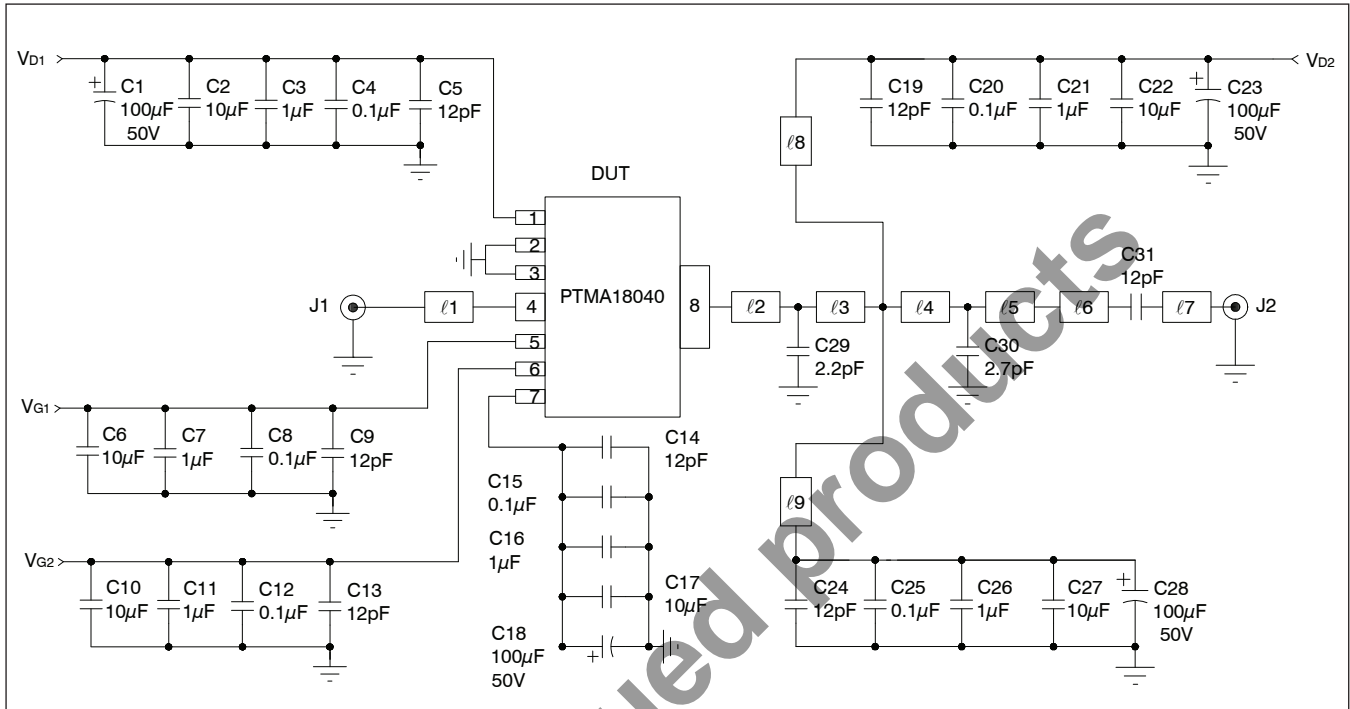 VD1
C1
100µF
50V
C2
10µF
C3
1µF
C4
0.1µF
C5
12pF
VD2
C19
12pF
C20
0.1µF
C21
1µF
C22
10µF
C23
100µF
50V
ℓ8
DUT
1
2
3
4
5
6
7
8
PTMA18040
J1
ℓ1
ℓ2
ℓ3
ℓ4
ℓ5
ℓ6
C31
12pF
ℓ7
J2
C29
2.2pF
C30
2.7pF
VG1
C6
10µF
C7
1µF
C8
0.1µF
C9
12pF
VG2
C10
10µF
C11
1µF
C12
0.1µF
C13
12pF
C14
12pF
C15
0.1µF
C16
1µF
C17
10µF
C18
100µF
50V
ℓ9
C24
12pF
C25
0.1µF
C26
1µF
C27
10µF
C28
100µF
50V
products